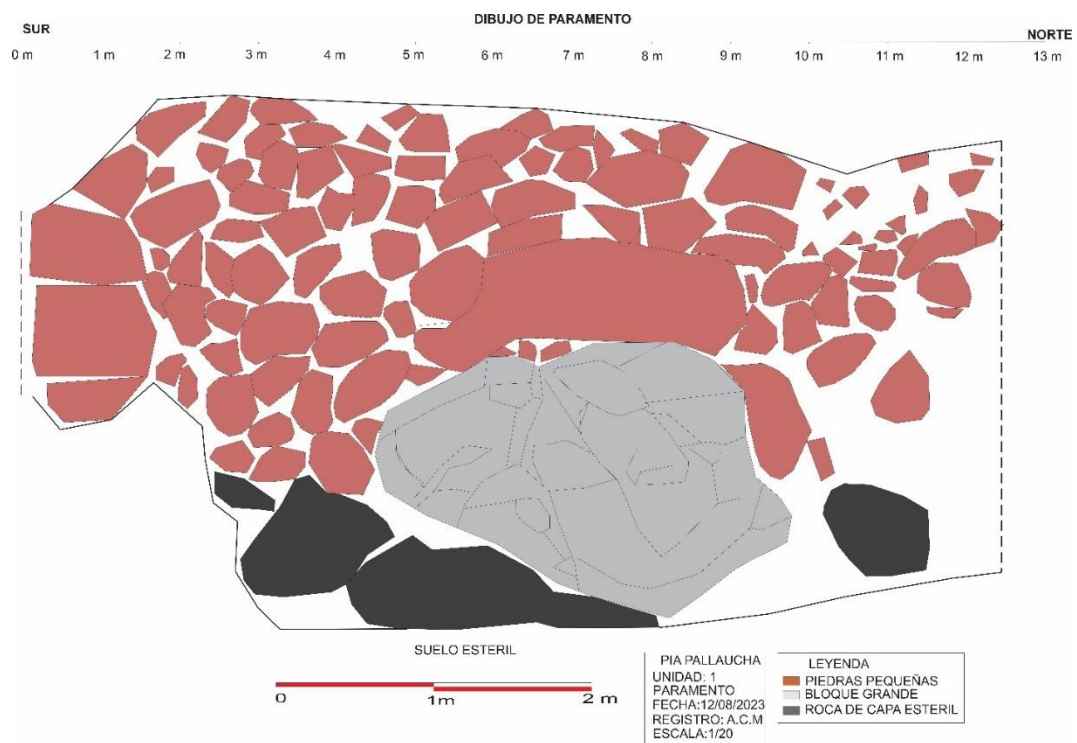 DIBUJO DE PARAMENTO
SUR
NORTE
0 m 1 m 2 m 3 m 4 m 5 m 6 m 7 m 8 m 9 m 10 m 11 m 12 m 13 m
SUELO ESTERIL
0 1m 2 m
PIA PALLAUCHA
UNIDAD: 1
PARAMENTO
FECHA:12/08/2023
REGISTRO: A.C.M
ESCALA:1/20
LEYENDA
PIEDRAS PEQUEÑAS
BLOQUE GRANDE
ROCA DE CAPA ESTERIL